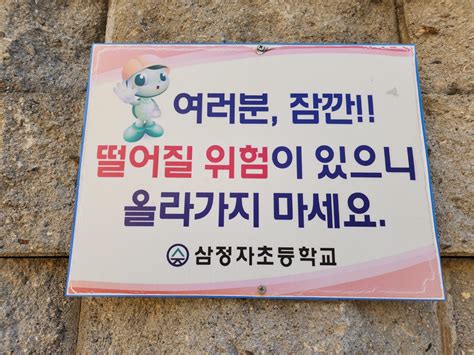 여러분, 잠깐!!
떨어질 위험이 있으니
올라가지 마세요.
삼정자초등학교